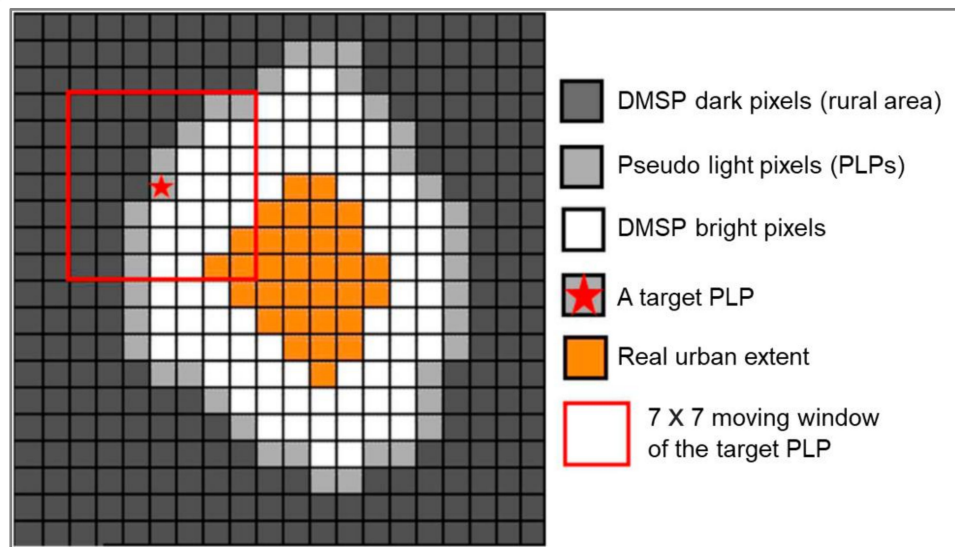 DMSP dark pixels (rural area)
Pseudo light pixels (PLPs)
DMSP bright pixels
A target PLP
Real urban extent
7 X 7 moving window
of the target PLP